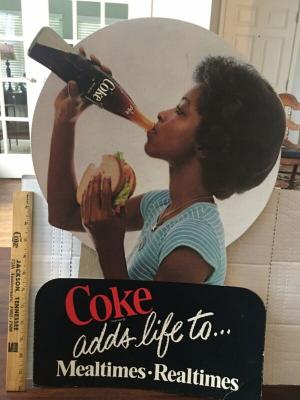 Coke
Coke
adds life to...
Mealtimes·Realtimes
JACKSON, TENNESSEE